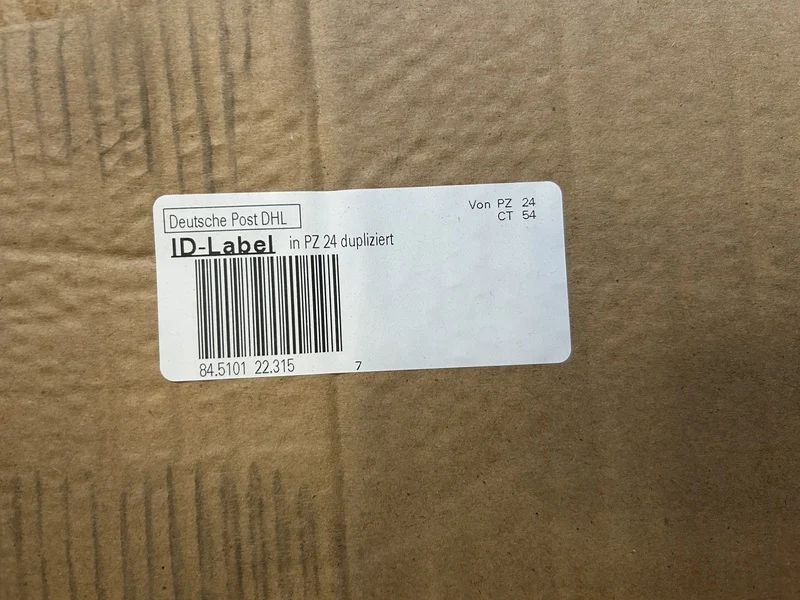 Deutsche Post DHL
Von PZ 24
CT 54
ID-Label in PZ 24 dupliziert
84.5101 22.315 7